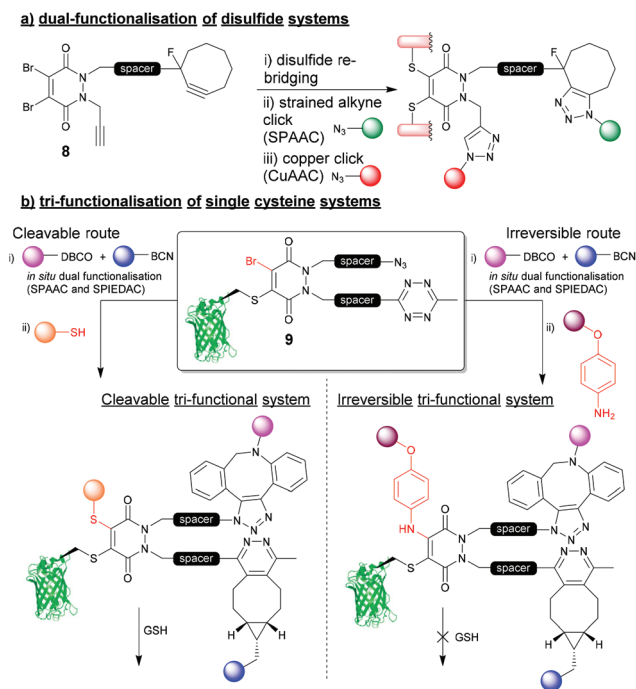 a) dual-functionalisation of disulfide systems
Br
Br
O
O
N
N
spacer
F
8
i) disulfide re-
bridging
ii) strained alkyne
click
(SPAAC) N3
iii) copper click
(CuAAC) N3
S
S
O
O
N
N
spacer
F
N
N
N
N
N
N
b) tri-functionalisation of single cysteine systems
Cleavable route
i) DBCO + BCN
in situ dual functionalisation
(SPAAC and SPIEDAC)
ii) SH
Br
S
O
O
N
N
spacer
N3
spacer
N N
N N
9
Irreversible route
i) DBCO + BCN
in situ dual functionalisation
(SPAAC and SPIEDAC)
ii)
O
NH2
Cleavable tri-functional system
N
S
S
O
O
N
N
spacer
N
N
N
spacer
N N
H
H
GSH
Irreversible tri-functional system
O
HN
S
O
O
N
N
N
spacer
N
N
N
spacer
N N
H
H
GSH